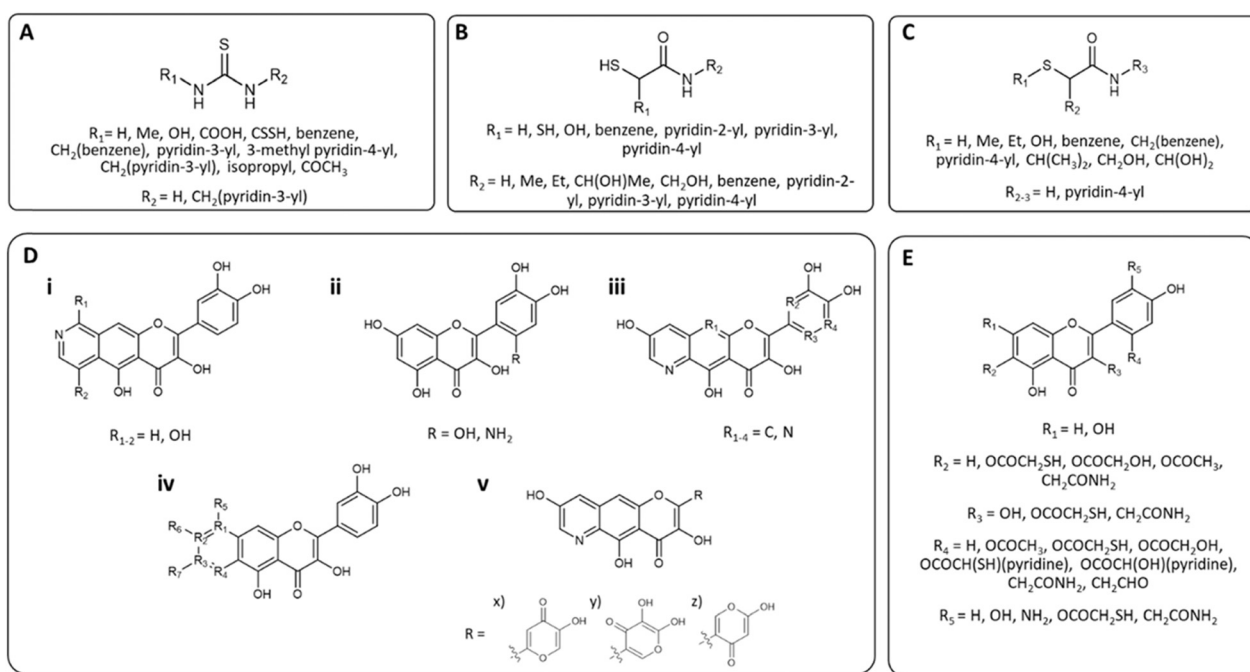 A
S
R₁ N H N H R₂
R₁= H, Me, OH, COOH, CSSH, benzene,
CH₂(benzene), pyridin-3-yl, 3-methyl pyridin-4-yl,
CH₂(pyridin-3-yl), isopropyl, COCH₃
R₂ = H, CH₂(pyridin-3-yl)
B
O
HS N H R₂
R₁
R₁ = H, SH, OH, benzene, pyridin-2-yl, pyridin-3-yl,
pyridin-4-yl
R₂ = H, Me, Et, CH(OH)Me, CH₂OH, benzene, pyridin-2-
yl, pyridin-3-yl, pyridin-4-yl
C
O
R₁ S N H R₃
R₂
R₁ = H, Me, Et, OH, benzene, CH₂(benzene),
pyridin-4-yl, CH(CH₃)₂, CH₂OH, CH(OH)₂
R₂₋₃ = H, pyridin-4-yl
D
i
OH
R₁ OH
N O
R₂ OH O OH
R₁₋₂ = H, OH
ii
OH
HO O OH
R
OH O OH
R = OH, NH₂
iii
OH
HO R₁ O R₂ OH
R₃ R₄
N OH O OH
R₁₋₄ = C, N
iv
OH
R₅ OH
R₆ R₁ O
R₂
R₃ R₄
R₇ OH O OH
v
HO O R
N OH O OH
x) y) z)
R =
O OH O
O OH OH O
O OH O
E
R₅
R₁ O OH
R₂ R₄
OH O R₃
R₁ = H, OH
R₂ = H, OCOCH₂SH, OCOCH₂OH, OCOCH₃,
CH₂CONH₂
R₃ = OH, OCOCH₂SH, CH₂CONH₂
R₄ = H, OCOCH₃, OCOCH₂SH, OCOCH₂OH,
OCOCH(SH)(pyridine), OCOCH(OH)(pyridine),
CH₂CONH₂, CH₂CHO
R₅ = H, OH, NH₂, OCOCH₂SH, CH₂CONH₂